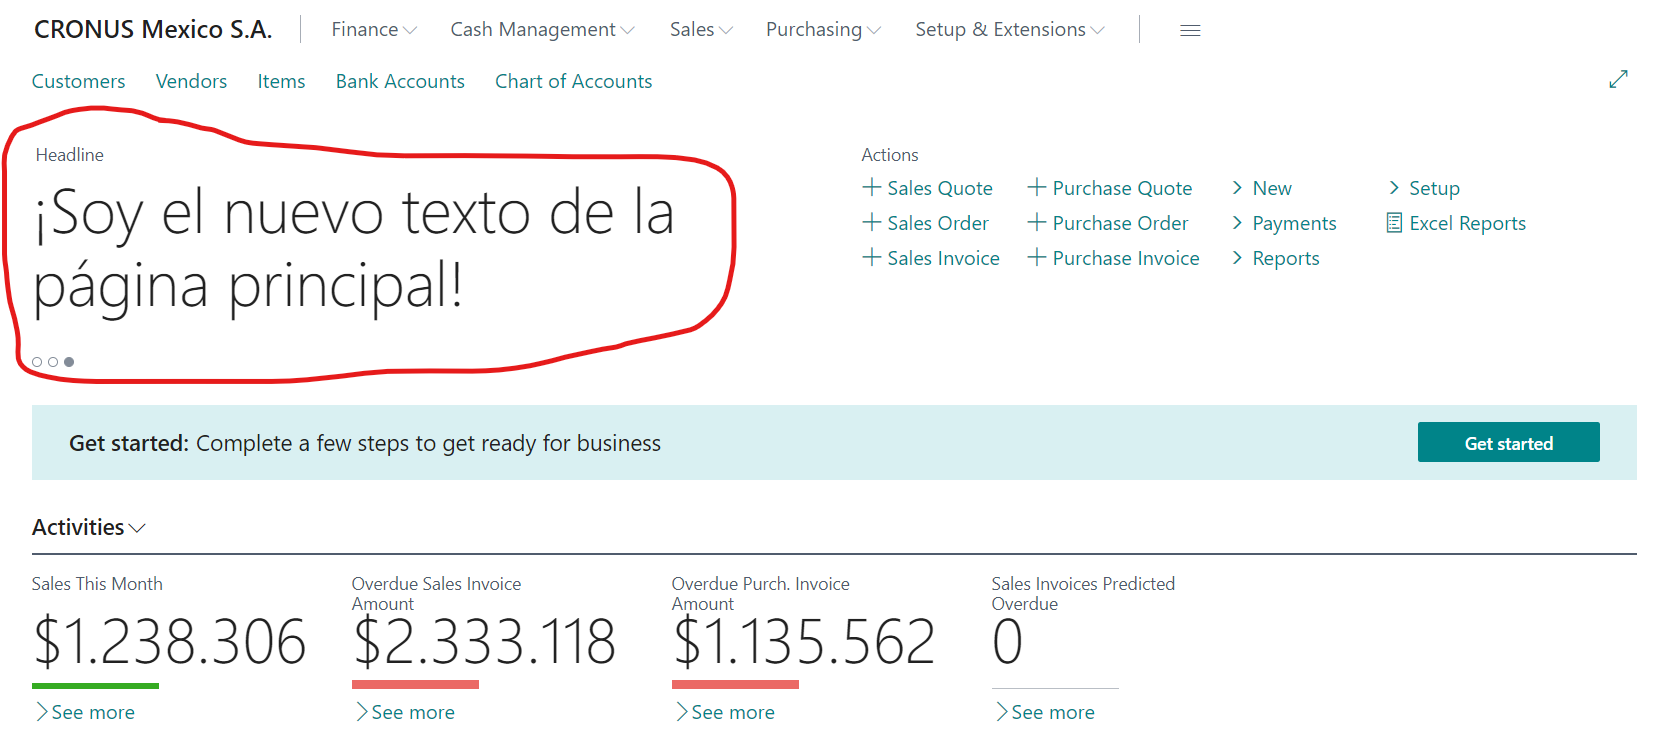 CRONUS Mexico S.A. Finance Cash Management Sales Purchasing Setup & Extensions
Customers Vendors Items Bank Accounts Chart of Accounts
Headline
¡Soy el nuevo texto de la
página principal!
Actions
+ Sales Quote + Purchase Quote > New > Setup
+ Sales Order + Purchase Order > Payments Excel Reports
+ Sales Invoice + Purchase Invoice > Reports
Get started: Complete a few steps to get ready for business Get started
Activities
Sales This Month
$1.238.306
>See more
Overdue Sales Invoice
Amount
$2.333.118
>See more
Overdue Purch. Invoice
Amount
$1.135.562
>See more
Sales Invoices Predicted
Overdue
0
>See more